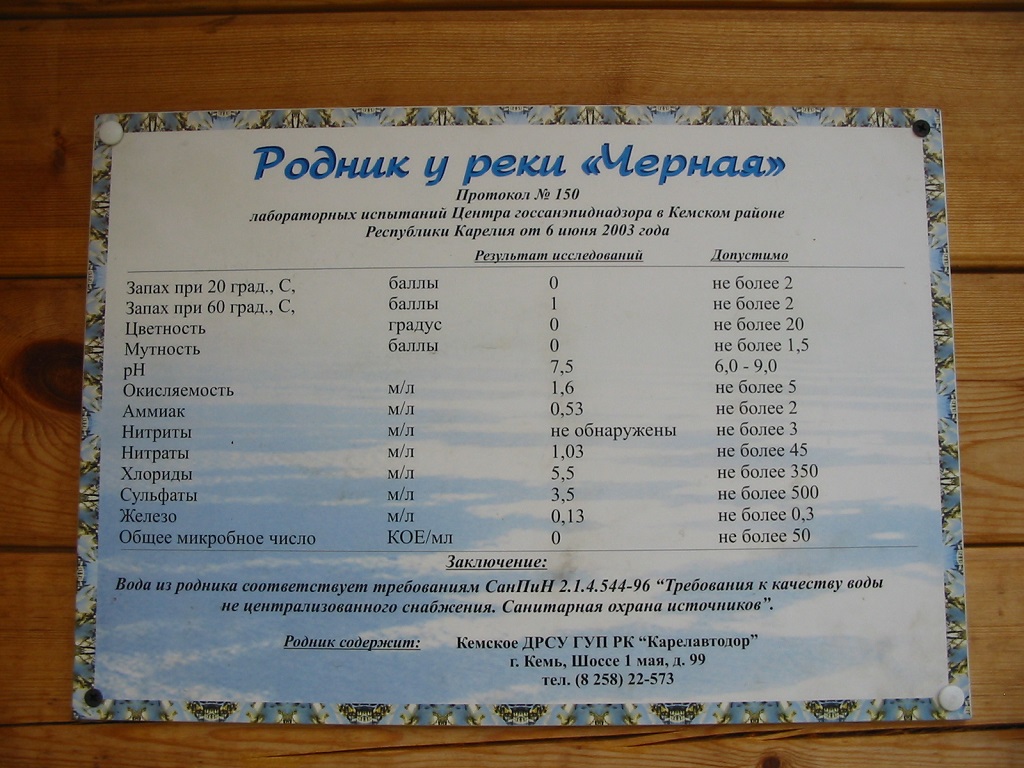 Родник у реки «Черная»
Протокол № 150
лабораторных испытаний Центра госсанэпиднадзора в Кемском районе
Республики Карелия от 6 июня 2003 года
Результат исследований Допустимо
Запах при 20 град., С, баллы 0 не более 2
Запах при 60 град., С, баллы 1 не более 2
Цветность градус 0 не более 20
Мутность баллы 0 не более 1,5
pH 7,5 6,0 - 9,0
Окисляемость м/л 1,6 не более 5
Аммиак м/л 0,53 не более 2
Нитриты м/л не обнаружены не более 3
Нитраты м/л 1,03 не более 45
Хлориды м/л 5,5 не более 350
Сульфаты м/л 3,5 не более 500
Железо м/л 0,13 не более 0,3
Общее микробное число КОЕ/мл 0 не более 50
Заключение:
Вода из родника соответствует требованиям СанПиН 2.1.4.544-96 “Требования к качеству воды
не централизованного снабжения. Санитарная охрана источников”.
Родник содержит: Кемское ДРСУ ГУП РК “Карелавтодор”
г. Кемь, Шоссе 1 мая, д. 99
тел. (8 258) 22-573